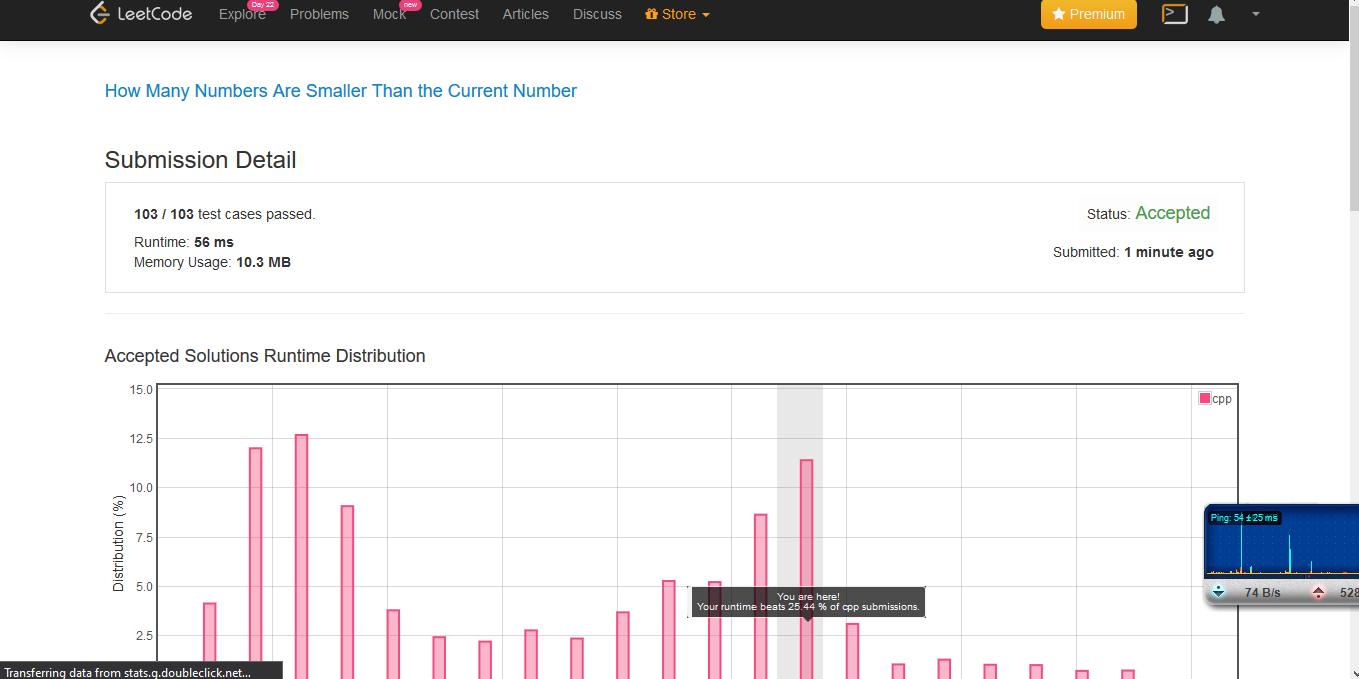 LeetCode Explore Day 22 Problems Mock new Contest Articles Discuss Store Premium
How Many Numbers Are Smaller Than the Current Number
Submission Detail
103 / 103 test cases passed.
Status: Accepted
Runtime: 56 ms
Memory Usage: 10.3 MB
Submitted: 1 minute ago
Accepted Solutions Runtime Distribution
15.0
cpp
12.5
10.0
Distribution (%)
7.5
5.0
2.5
You are here!
Your runtime beats 25.44 % of cpp submissions.
Ping: 54 ±25 ms
74 B/s
528
Transferring data from stats.g.doubleclick.net...